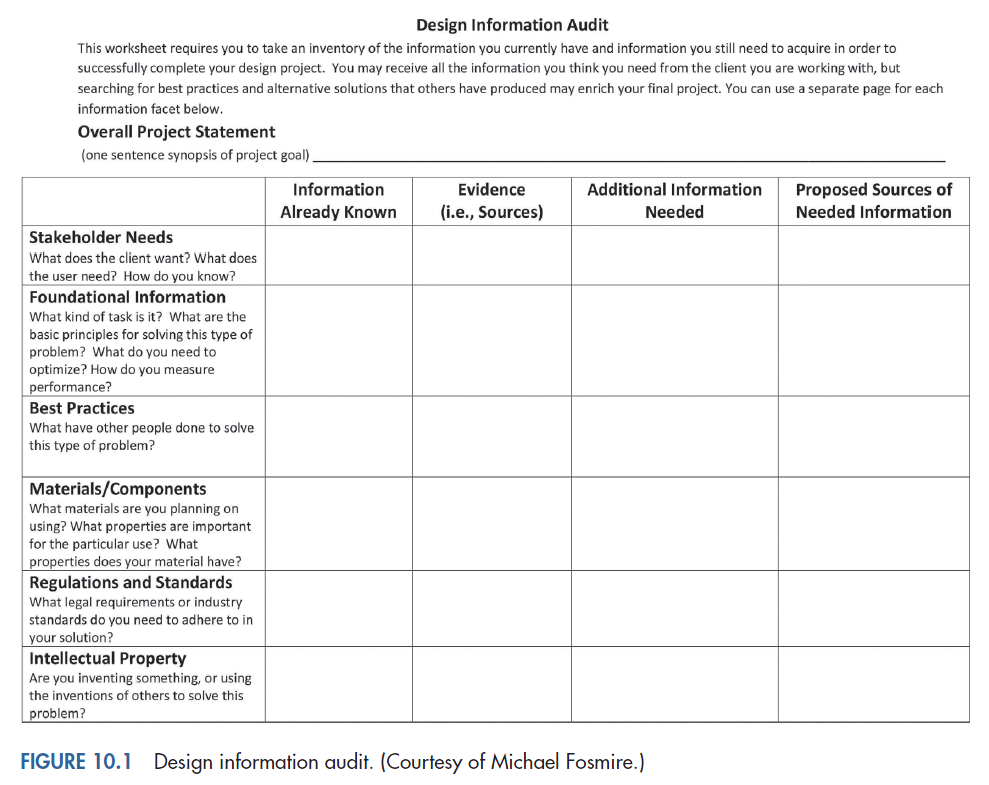 Design Information Audit
This worksheet requires you to take an inventory of the information you currently have and information you still need to acquire in order to
successfully complete your design project.  You may receive all the information you think you need from the client you are working with, but
searching for best practices and alternative solutions that others have produced may enrich your final project. You can use a separate page for each
information facet below.
Overall Project Statement
(one sentence synopsis of project goal)
Information
Already Known
Evidence
(i.e., Sources)
Additional Information
Needed
Proposed Sources of
Needed Information
Stakeholder Needs
What does the client want? What does
the user need?  How do you know?
Foundational Information
What kind of task is it?  What are the
basic principles for solving this type of
problem?  What do you need to
optimize? How do you measure
performance?
Best Practices
What have other people done to solve
this type of problem?
Materials/Components
What materials are you planning on
using? What properties are important
for the particular use?  What
properties does your material have?
Regulations and Standards
What legal requirements or industry
standards do you need to adhere to in
your solution?
Intellectual Property
Are you inventing something, or using
the inventions of others to solve this
problem?
FIGURE 10.1 Design information audit. (Courtesy of Michael Fosmire.)